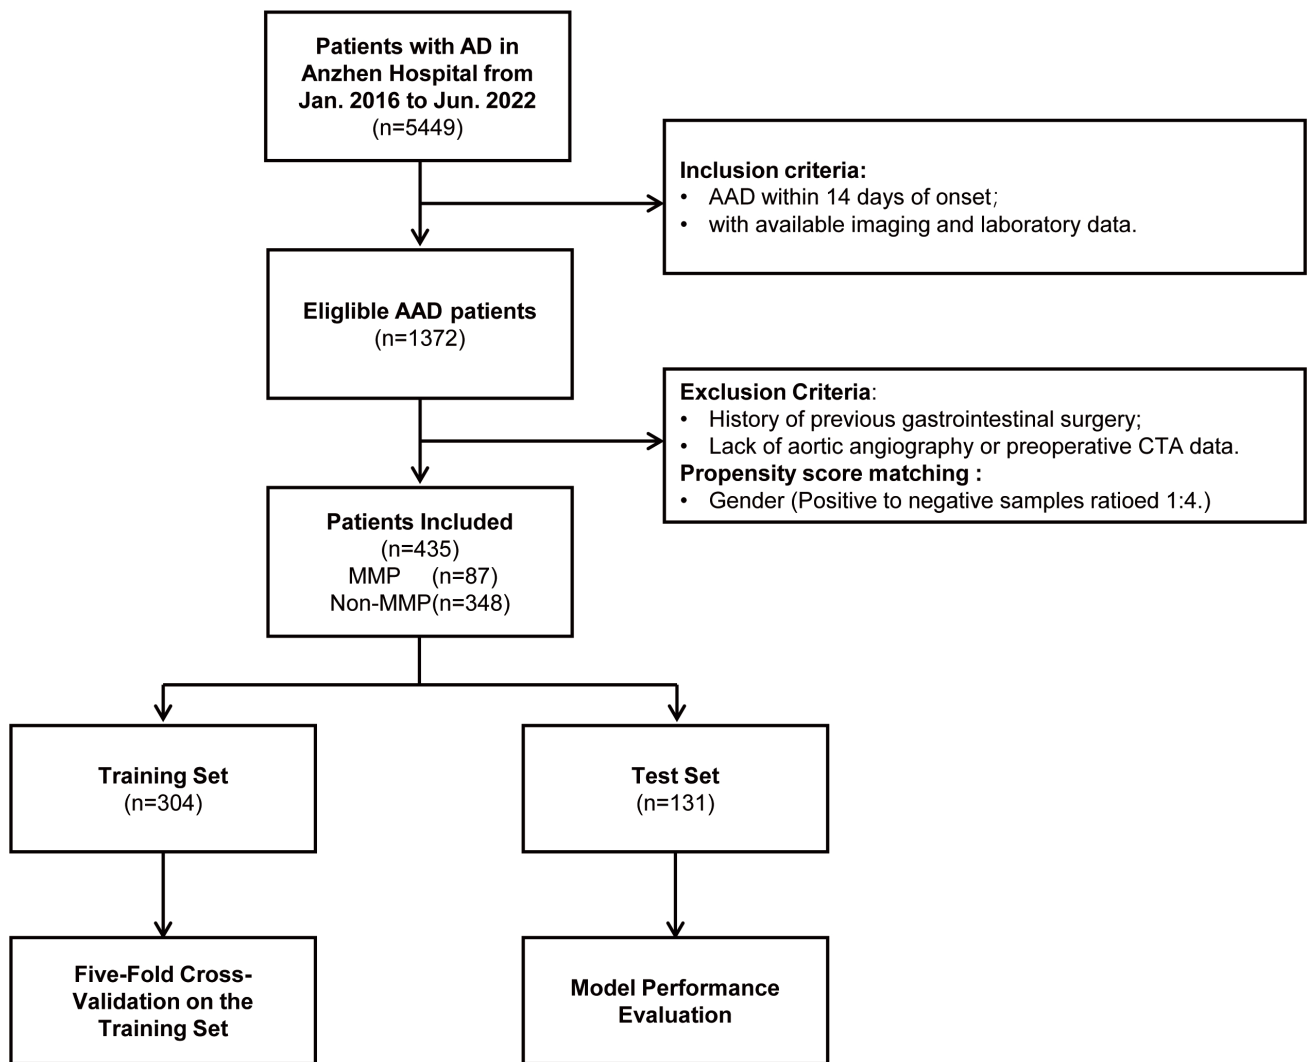 Patients with AD in
Anzhen Hospital from
Jan. 2016 to Jun. 2022
(n=5449)
Inclusion criteria:
• AAD within 14 days of onset;
• with available imaging and laboratory data.
Eliglible AAD patients
(n=1372)
Exclusion Criteria:
• History of previous gastrointestinal surgery;
• Lack of aortic angiography or preoperative CTA data.
Propensity score matching :
• Gender (Positive to negative samples ratioed 1:4.)
Patients Included
(n=435)
MMP (n=87)
Non-MMP(n=348)
Training Set
(n=304)
Test Set
(n=131)
Five-Fold Cross-
Validation on the
Training Set
Model Performance
Evaluation